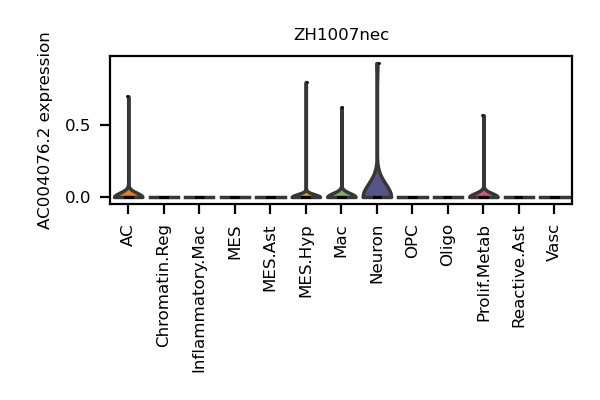 ZH1007nec
AC004076.2 expression
0.5
0.0
AC
Chromatin.Reg
Inflammatory.Mac
MES
MES.Ast
MES.Hyp
Mac
Neuron
OPC
Oligo
Prolif.Metab
Reactive.Ast
Vasc